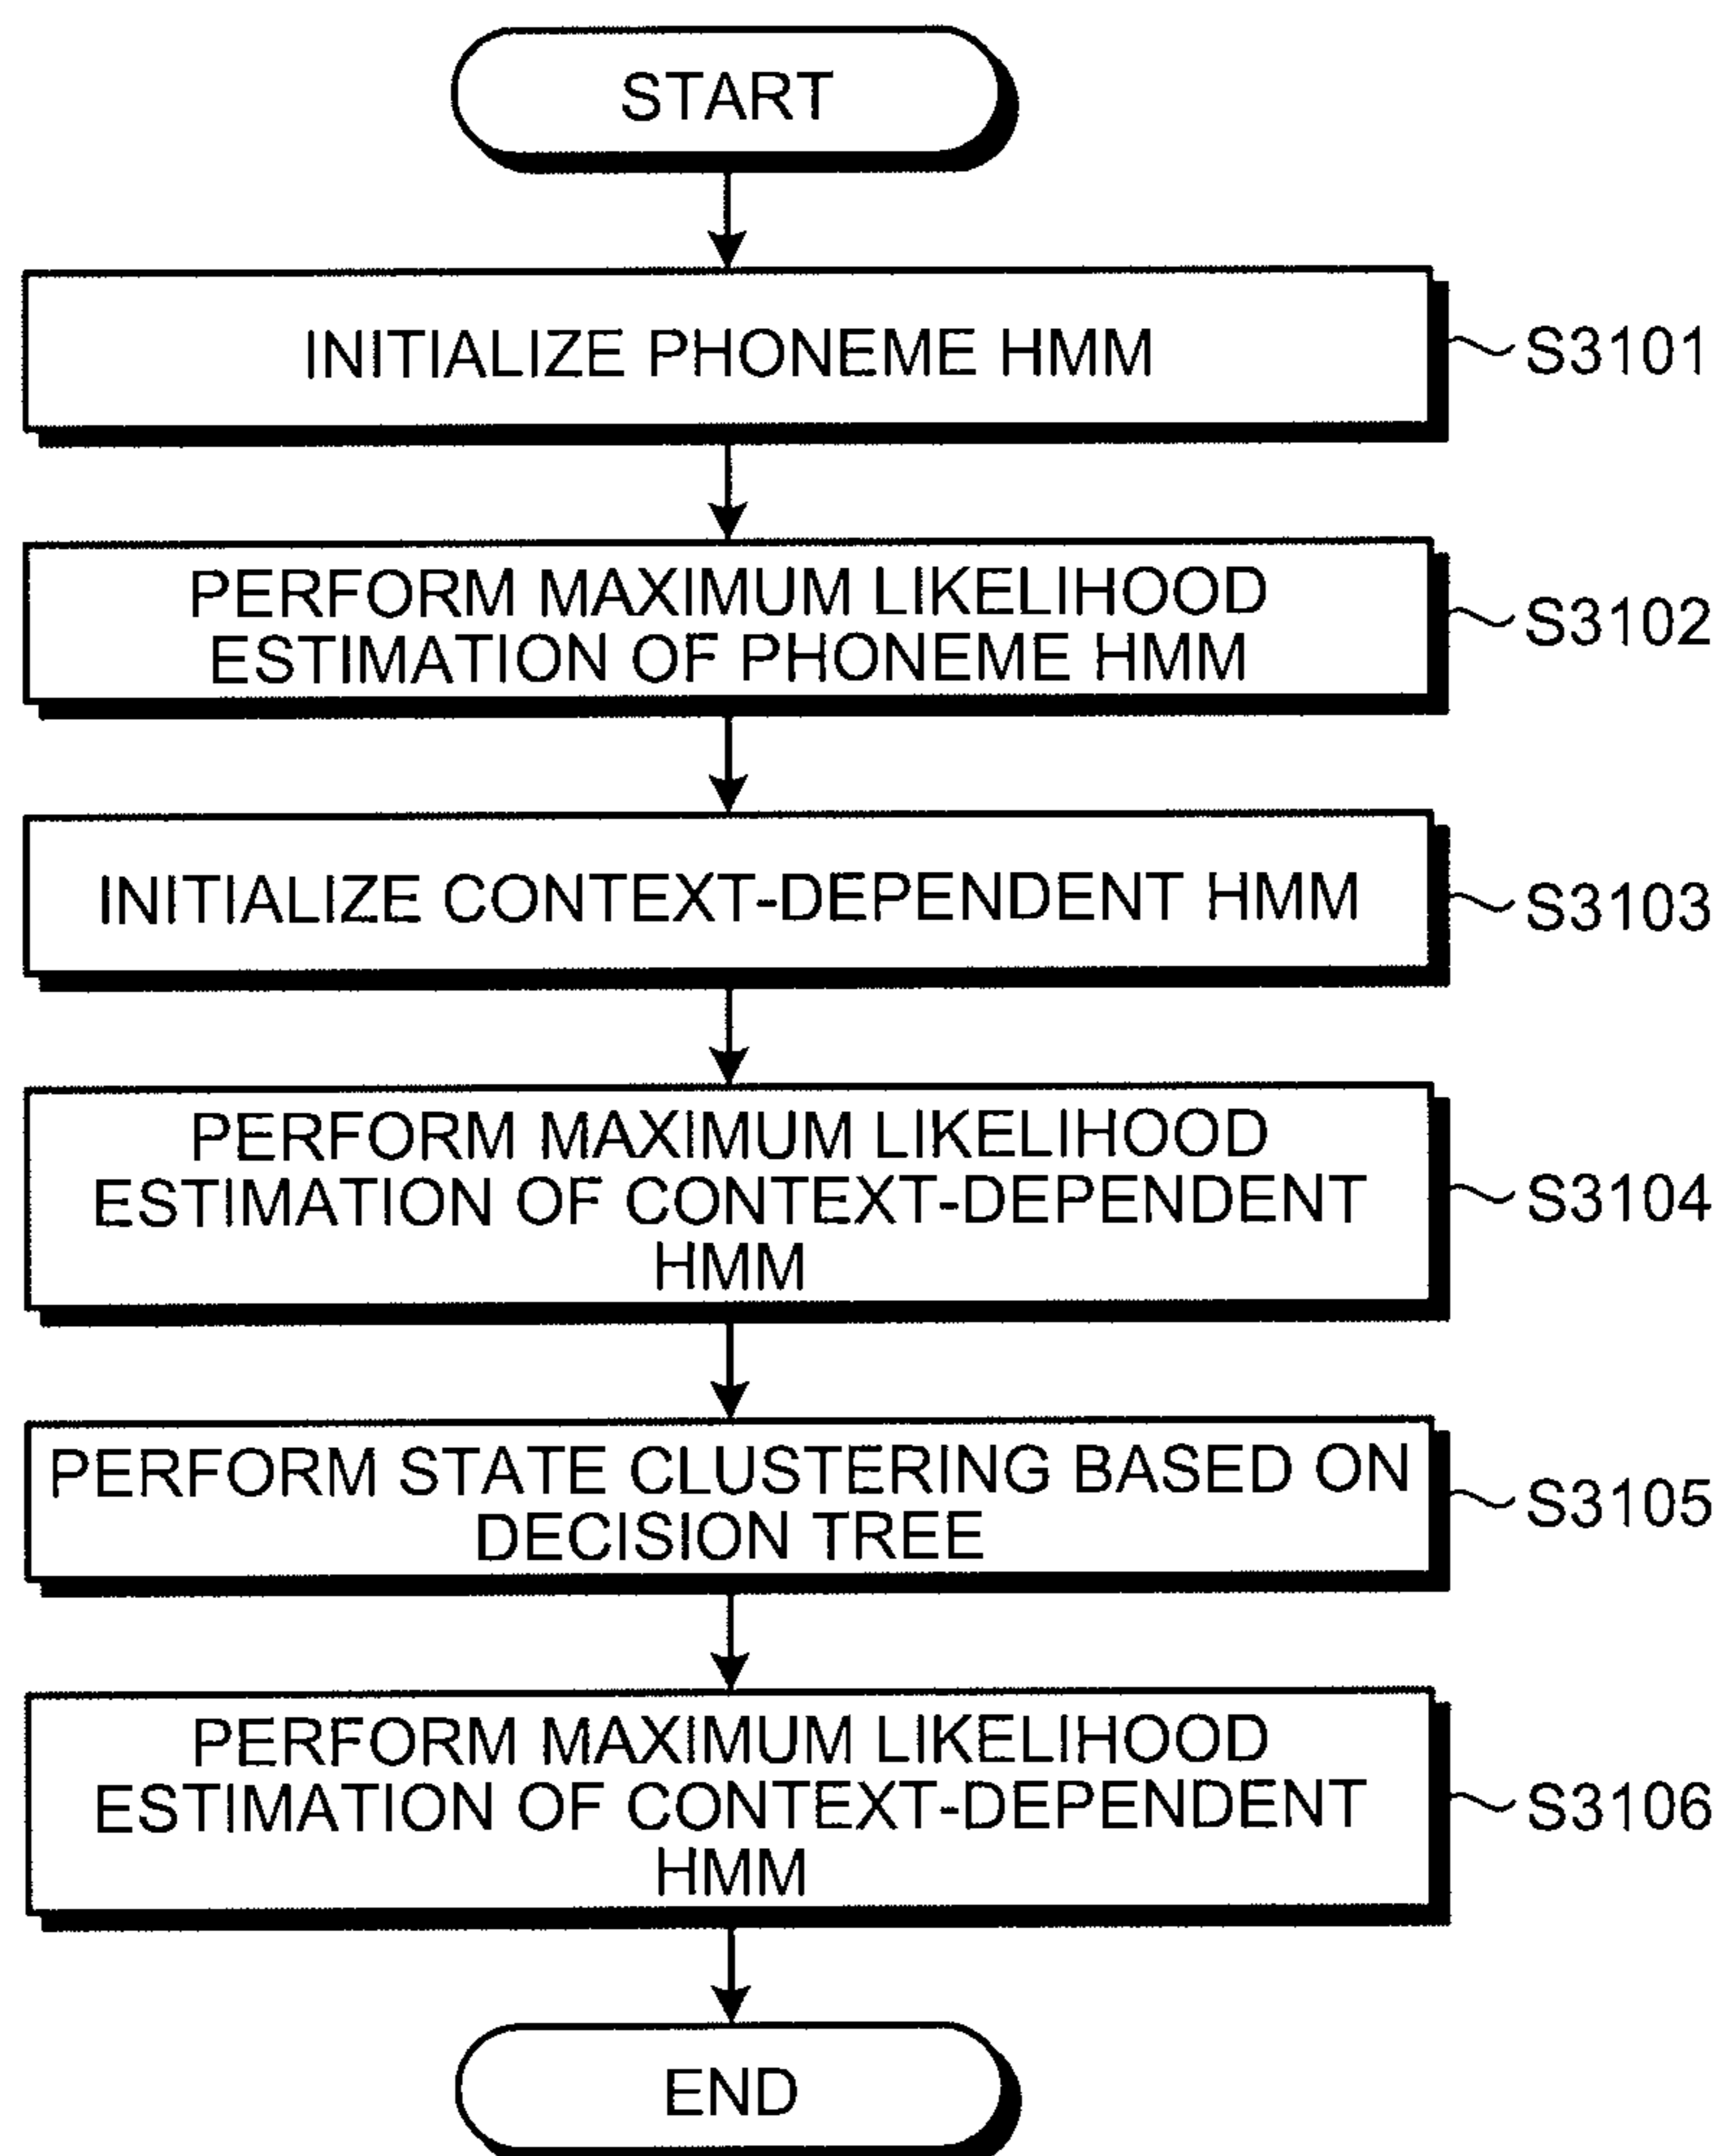 START
INITIALIZE PHONEME HMM
S3101
PERFORM MAXIMUM LIKELIHOOD
ESTIMATION OF PHONEME HMM
S3102
INITIALIZE CONTEXT-DEPENDENT HMM
S3103
PERFORM MAXIMUM LIKELIHOOD
ESTIMATION OF CONTEXT-DEPENDENT
HMM
S3104
PERFORM STATE CLUSTERING BASED ON
DECISION TREE
S3105
PERFORM MAXIMUM LIKELIHOOD
ESTIMATION OF CONTEXT-DEPENDENT
HMM
S3106
END